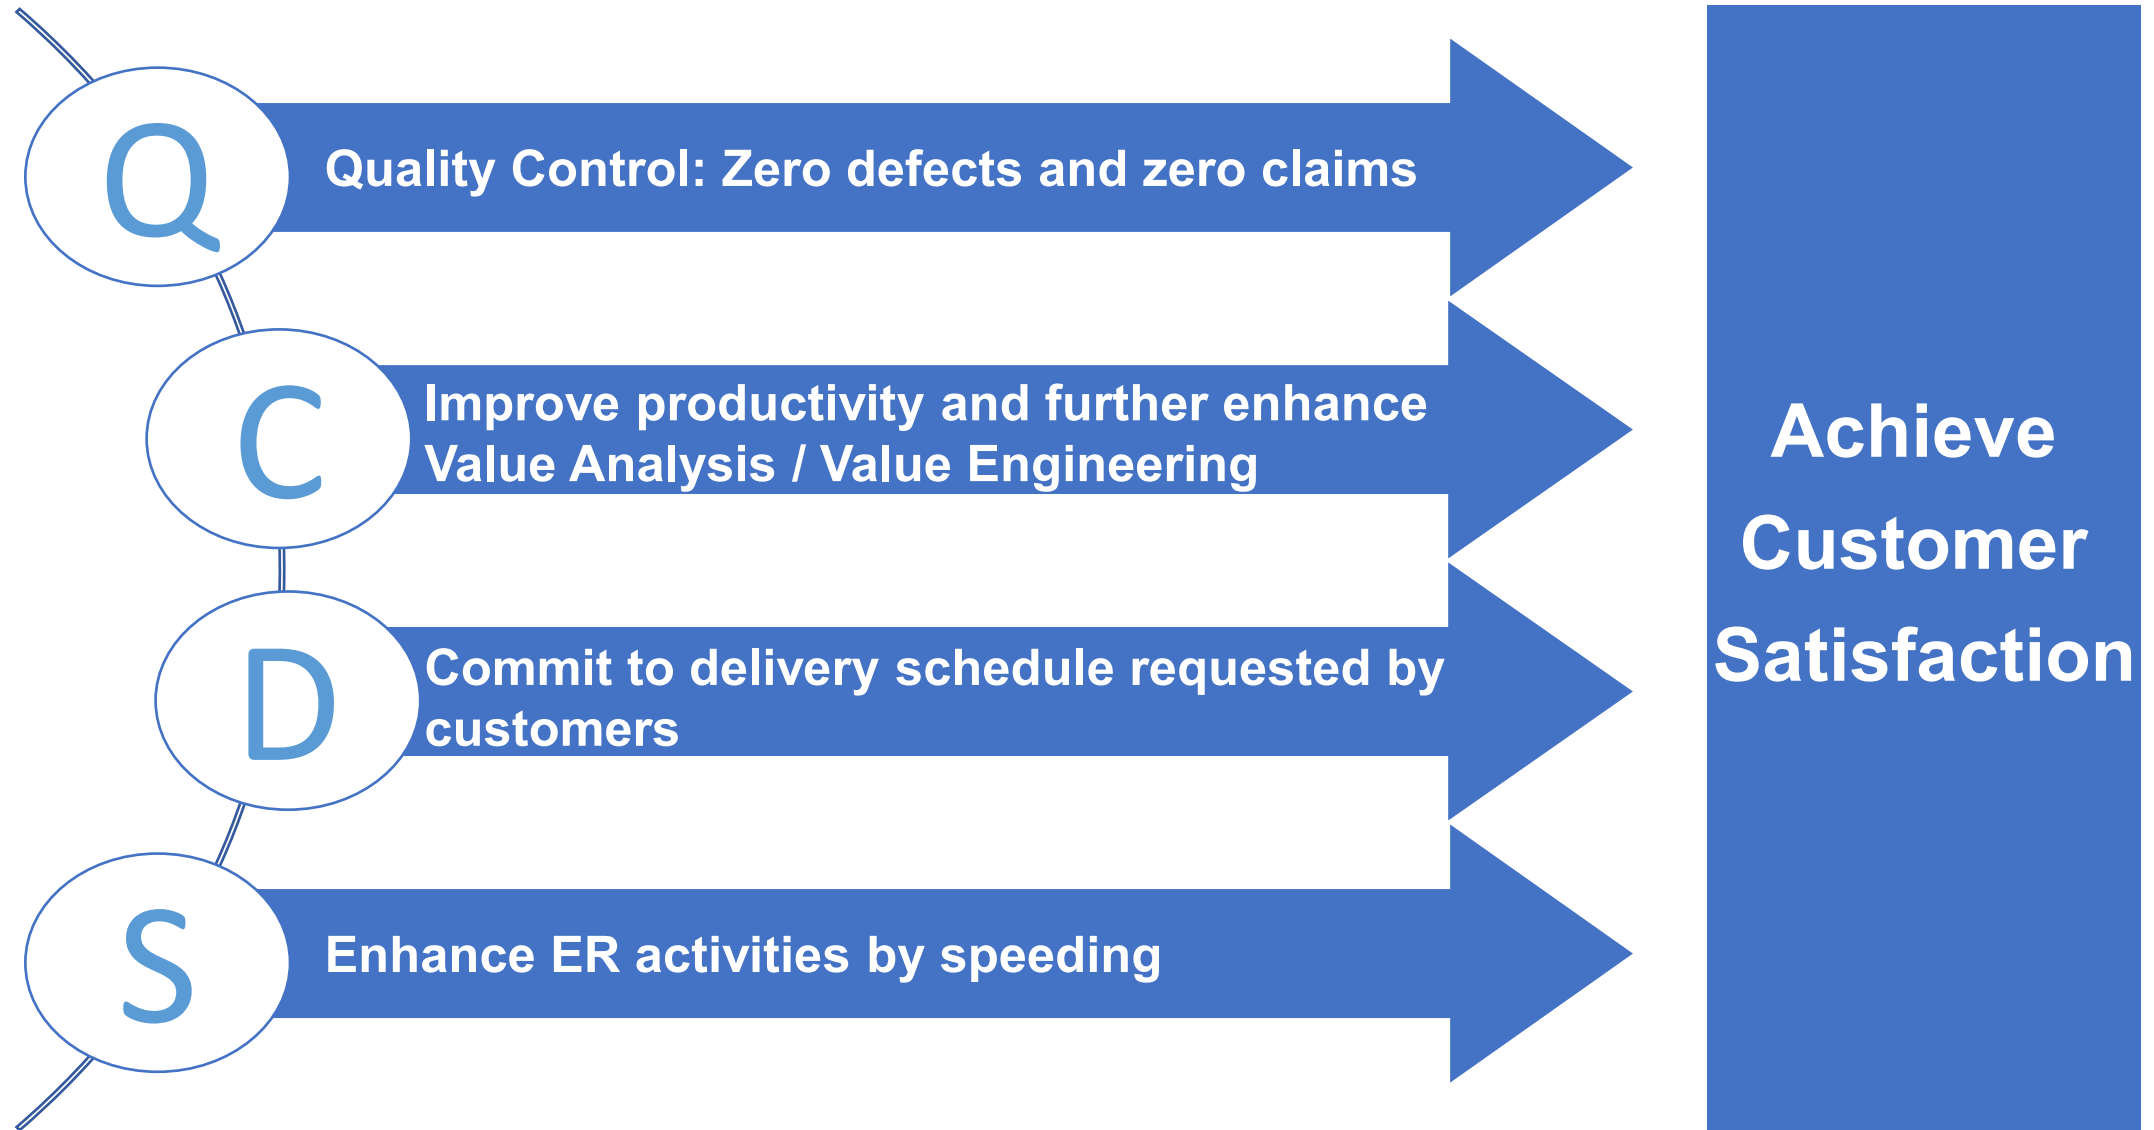 Q
Quality Control: Zero defects and zero claims
C
Improve productivity and further enhance
Value Analysis / Value Engineering
D
Commit to delivery schedule requested by
customers
S
Enhance ER activities by speeding
Achieve
Customer
Satisfaction